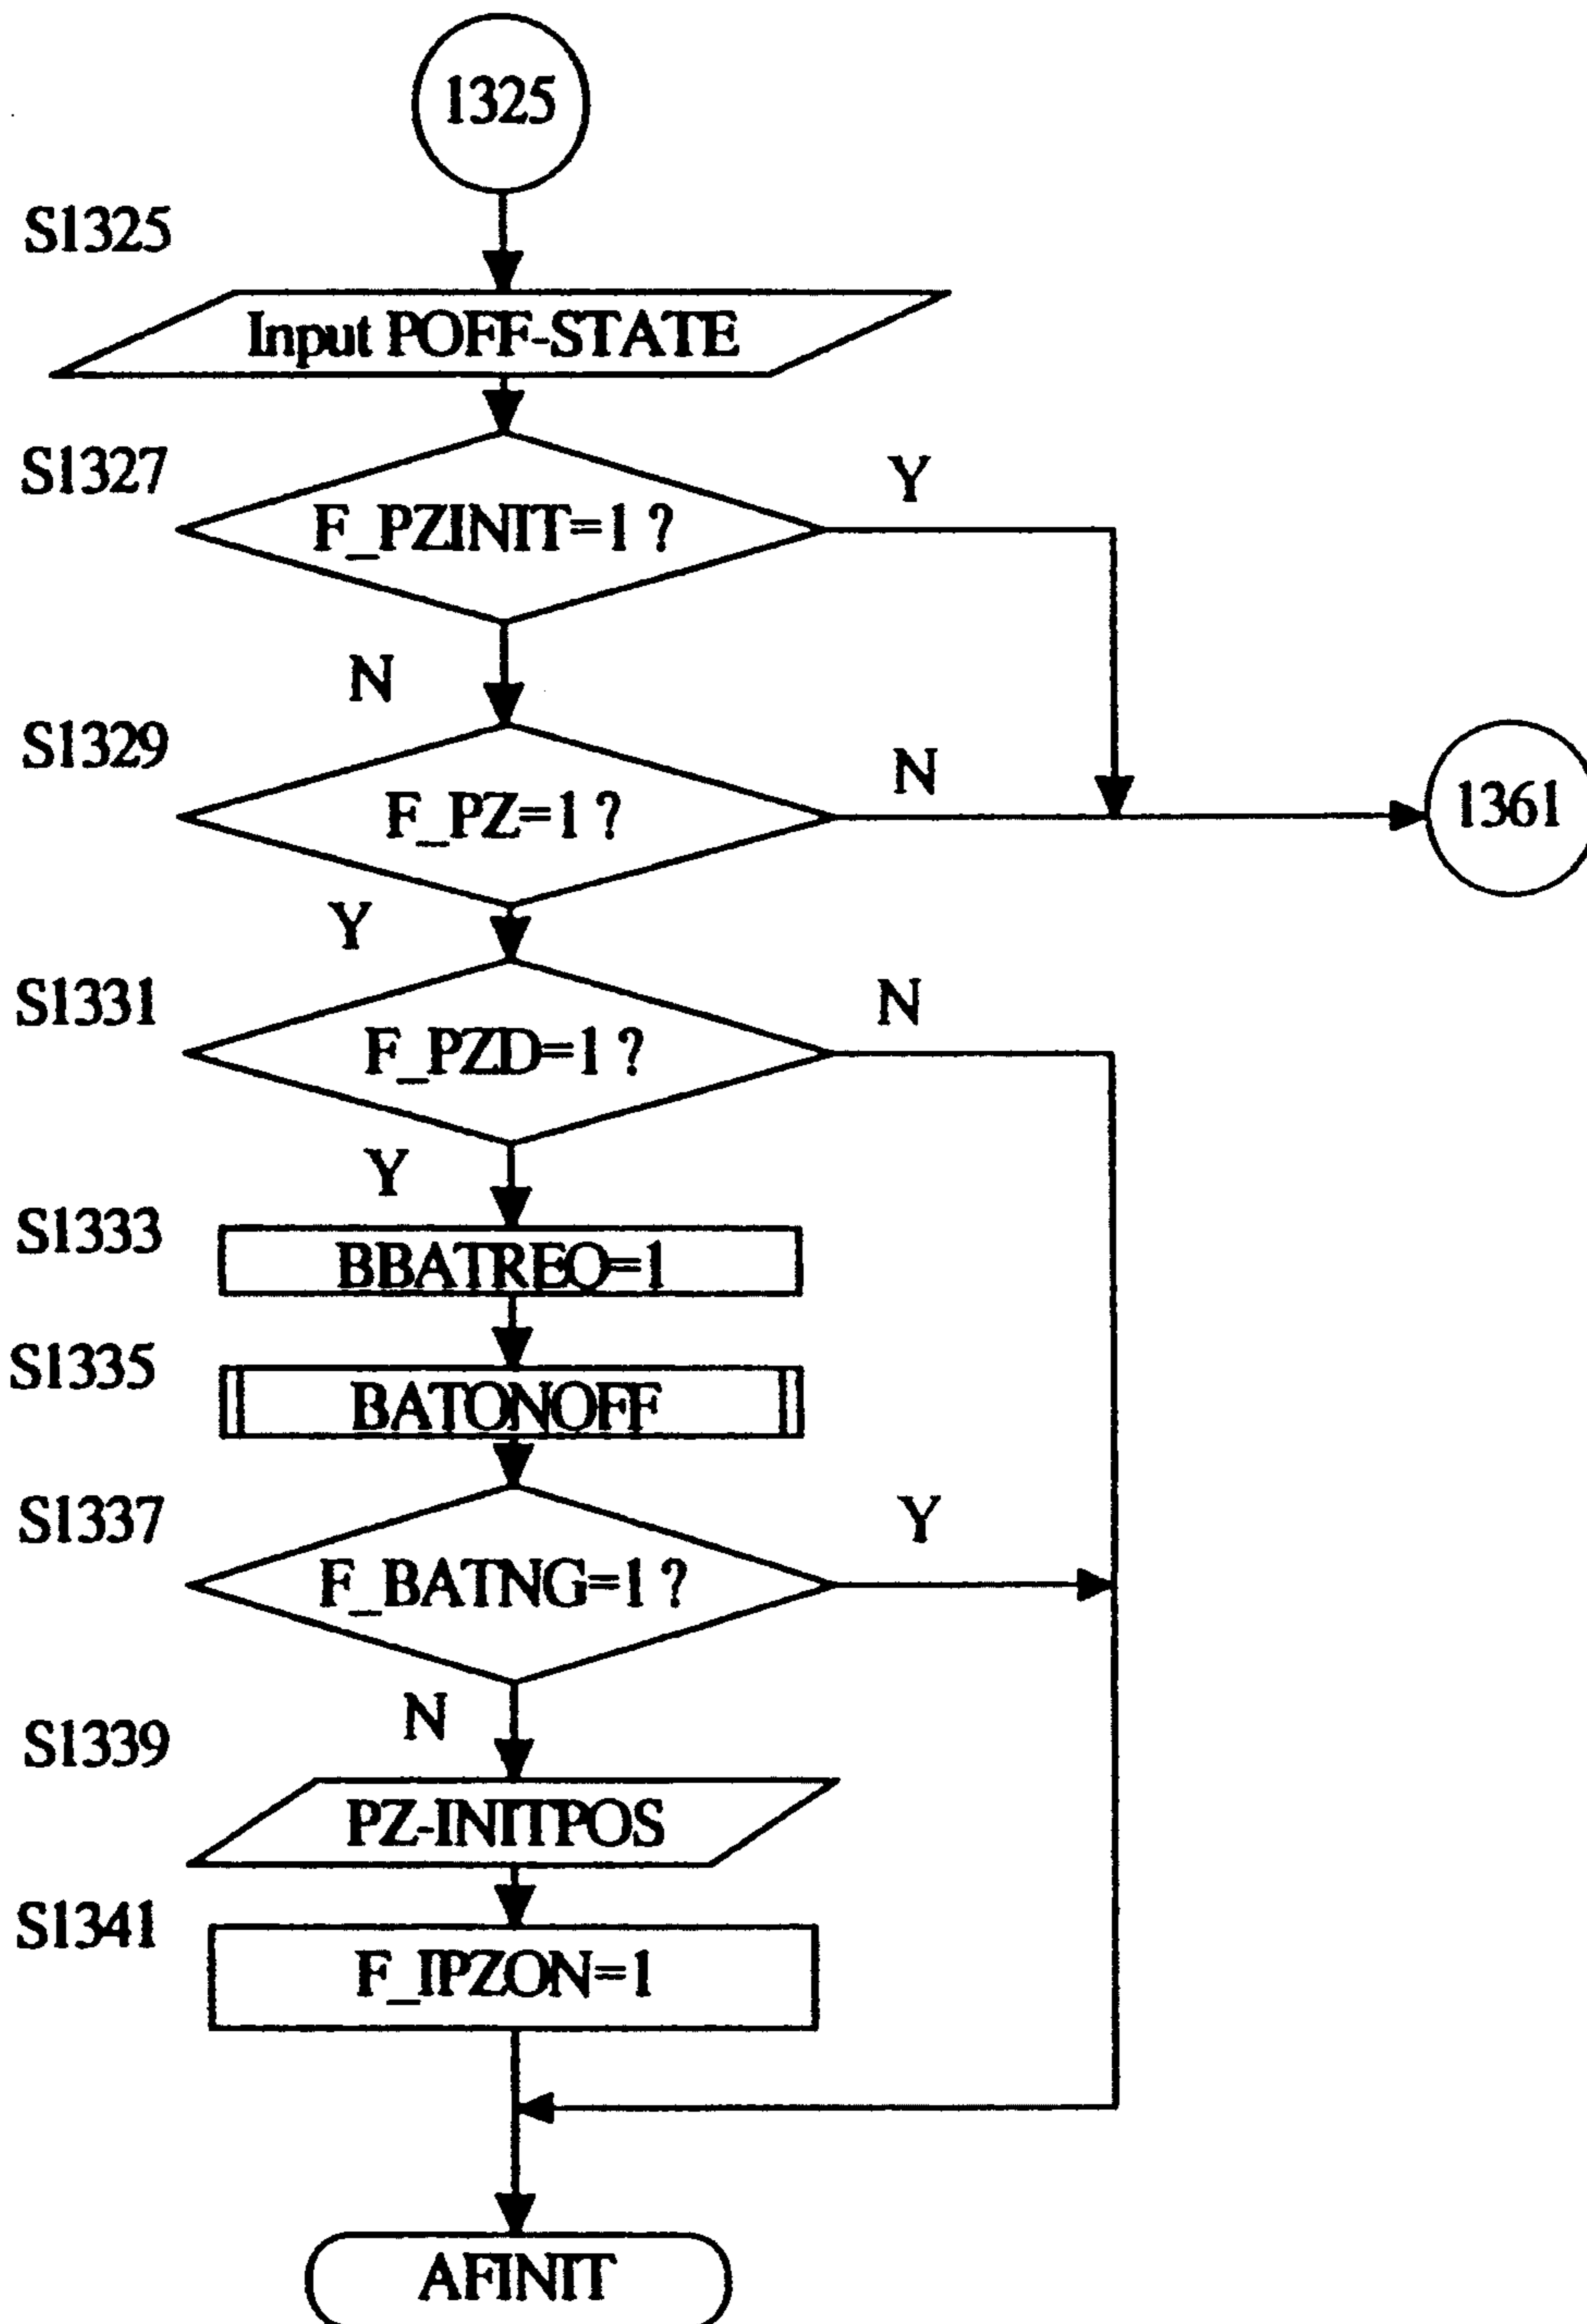 1325
S1325
Input POFF-STATE
S1327
F_PZINIT=1 ?
Y
N
S1329
F_PZ=1 ?
N
1361
Y
S1331
F_PZD=1 ?
N
Y
S1333
BBATREQ=1
S1335
BATONOFF
S1337
F_BATNG=1 ?
Y
N
S1339
PZ-INITPOS
S1341
F_IPZON=1
AFINIT